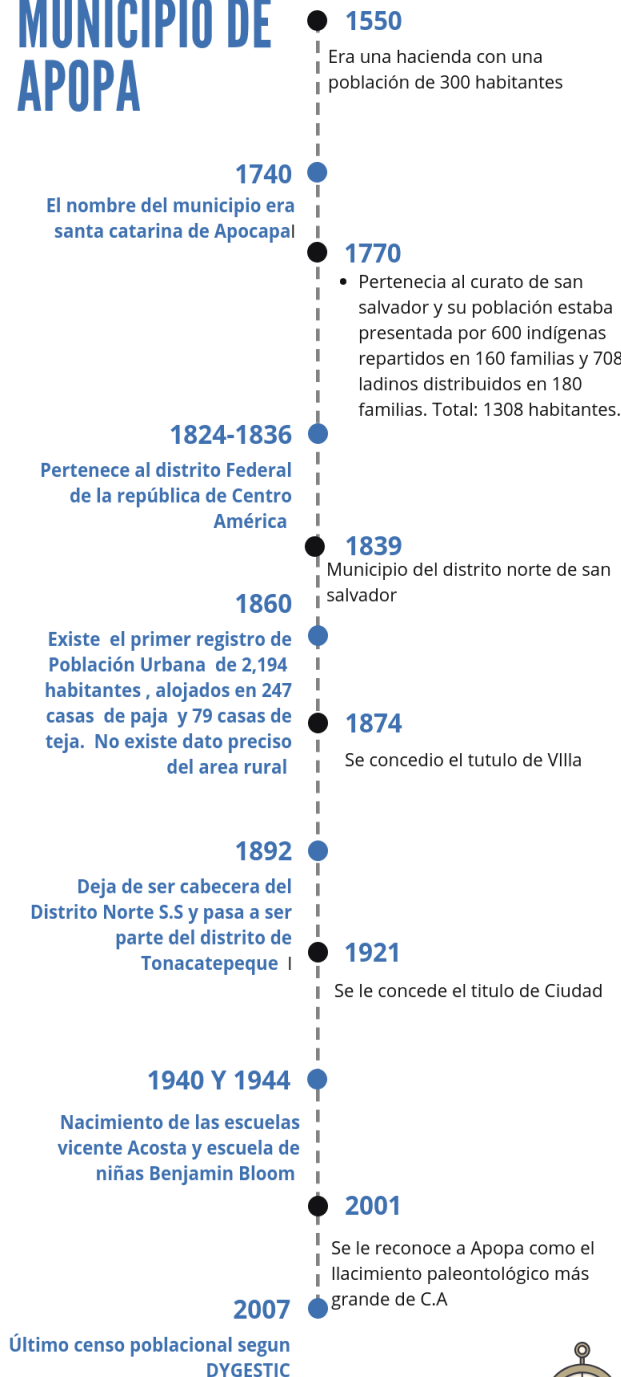 MUNICIPIO DE
APOPA
1550
Era una hacienda con una
población de 300 habitantes
1740
El nombre del municipio era
santa catarina de Apocapal
1770
• Pertenecia al curato de san
salvador y su población estaba
presentada por 600 indígenas
repartidos en 160 familias y 708
ladinos distribuidos en 180
familias. Total: 1308 habitantes.
1824-1836
Pertenece al distrito Federal
de la república de Centro
América
1839
Municipio del distrito norte de san
salvador
1860
Existe el primer registro de
Población Urbana de 2,194
habitantes , alojados en 247
casas de paja y 79 casas de
teja. No existe dato preciso
del area rural
1874
Se concedio el tutulo de VIlla
1892
Deja de ser cabecera del
Distrito Norte S.S y pasa a ser
parte del distrito de
Tonacatepeque l
1921
Se le concede el titulo de Ciudad
1940 Y 1944
Nacimiento de las escuelas
vicente Acosta y escuela de
niñas Benjamin Bloom
2001
Se le reconoce a Apopa como el
llacimiento paleontológico más
grande de C.A
2007
Último censo poblacional segun
DYGESTIC